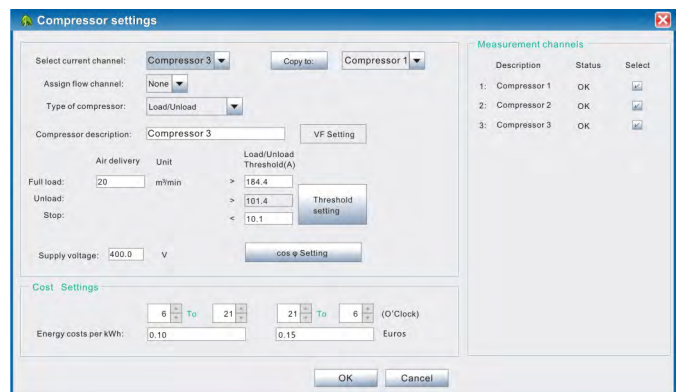 Compressor settings
Select current channel: Compressor 3 Copy to: Compressor 1
Assign flow channel: None
Type of compressor: Load/Unload
Compressor description: Compressor 3 VF Setting
Air delivery Unit Load/Unload Threshold(A)
Full load: 20 m³/min > 184.4
Unload: > 101.4 Threshold setting
Stop: < 10.1
Supply voltage: 400.0 V cos φ Setting
Cost Settings
6 To 21 21 To 6 (O'Clock)
Energy costs per kWh: 0.10 0.15 Euros
OK Cancel
Measurement channels
Description Status Select
1: Compressor 1 OK
2: Compressor 2 OK
3: Compressor 3 OK